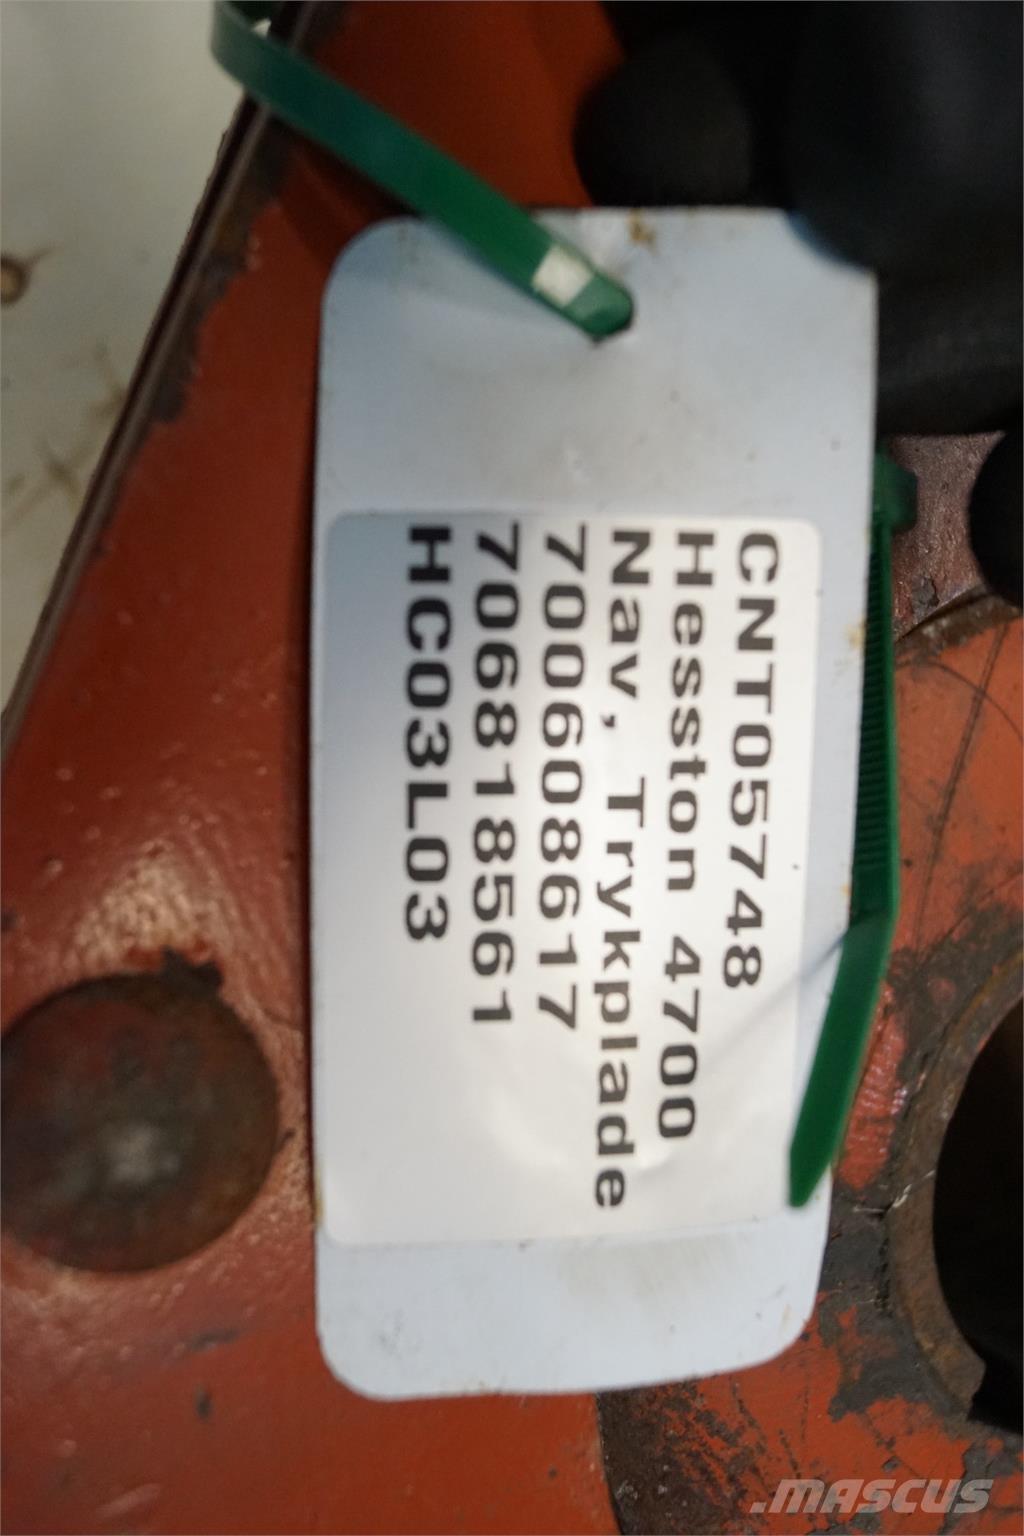 CNT05748
Hesston 4700
Nav, Trykplade
700608617
706818561
HC03L03
.MASCUS